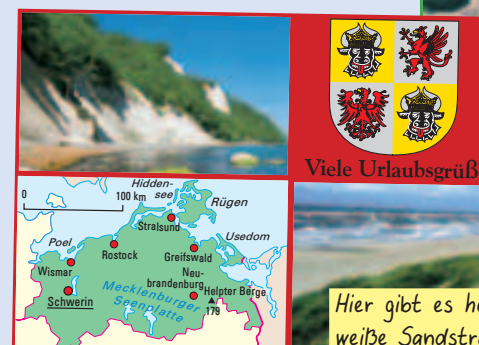 Viele Urlaubsgrüß
Hidden-
see
0
100 km
Rügen
Stralsund
Usedom
Poel
Rostock
Greifswald
Wismar
Neu-
brandenburg
Helpter Berge
179
Mecklenburger
Seenplatte
Schwerin
Hier gibt es h
weiße Sandstr